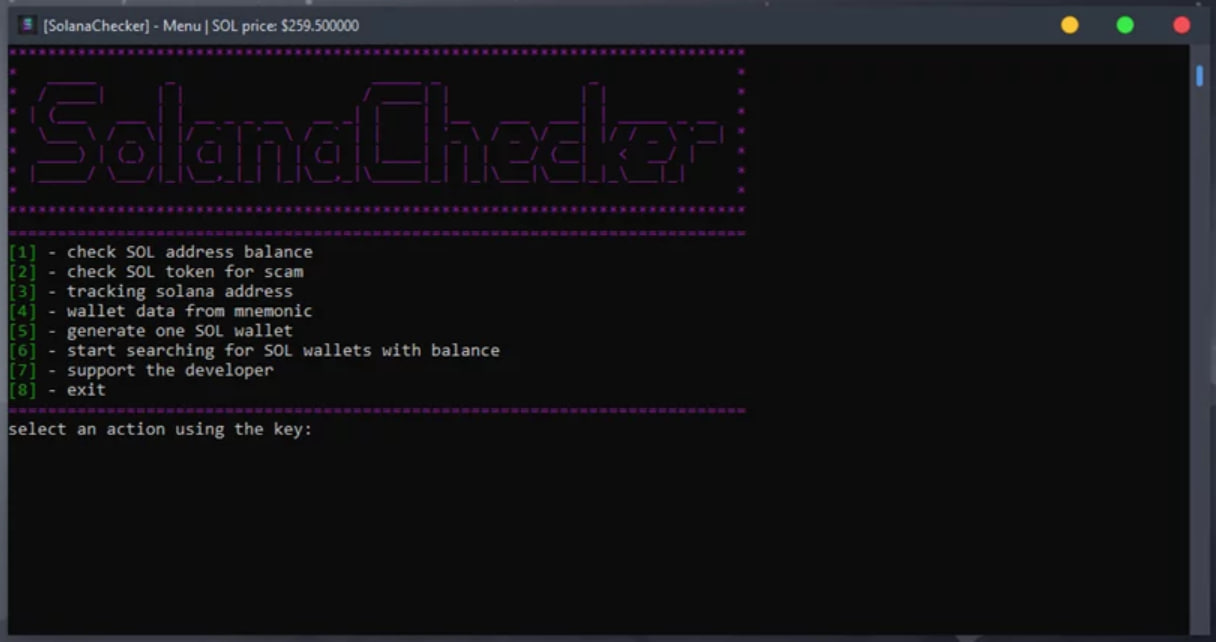 [SolanaChecker] - Menu | SOL price: $259.500000
SolanaChecker
[1] - check SOL address balance
[2] - check SOL token for scam
[3] - tracking solana address
[4] - wallet data from mnemonic
[5] - generate one SOL wallet
[6] - start searching for SOL wallets with balance
[7] - support the developer
[8] - exit
select an action using the key: